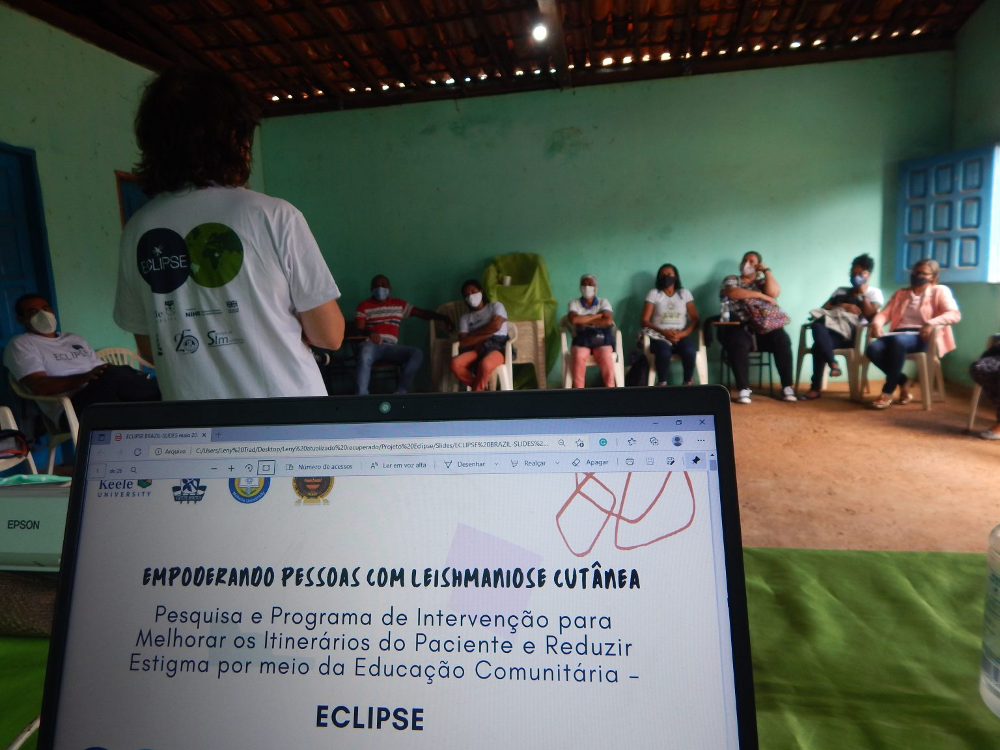 ECLIPSE
NIHR
25
SIm
ECLIPSE
EPSON
ECLIPSE BRAZIL-SLIDES maio 20
Arquivo
C:/Users/Leny%20Trad/Desktop/Leny%20atualizado%20recuperado/Projeto%20Eclipse/Slides/ECLIPSE%20BRAZIL-SLIDES%2...
1 de 26
Número de acessos
Ler em voz alta
Desenhar
Realçar
Apagar
Keele
UNIVERSITY
Mekelle University
EMPODERANDO PESSOAS COM LEISHMANIOSE CUTÂNEA
Pesquisa e Programa de Intervenção para
Melhorar os Itinerários do Paciente e Reduzir
Estigma por meio da Educação Comunitária –
ECLIPSE